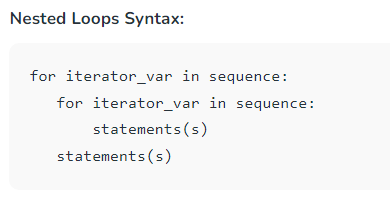 Nested Loops Syntax:
for iterator_var in sequence:
   for iterator_var in sequence:
       statements(s)
   statements(s)